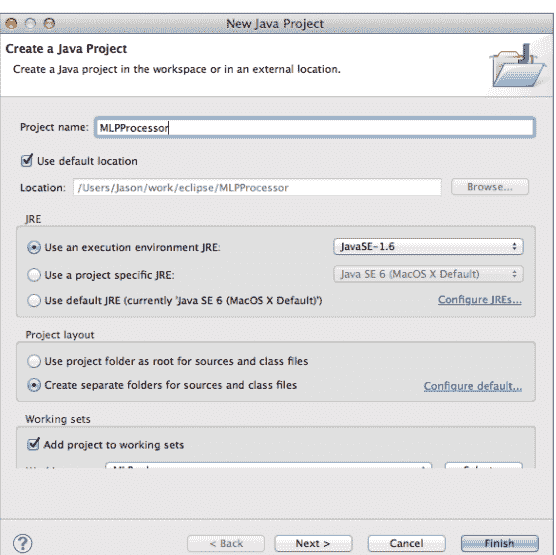 New Java Project
Create a Java Project
Create a Java project in the workspace or in an external location.
Project name: MLPProcessor
Use default location
Location: /Users/Jason/work/eclipse/MLPProcessor Browse...
JRE
Use an execution environment JRE: JavaSE-1.6
Use a project specific JRE: Java SE 6 (MacOS X Default)
Use default JRE (currently 'Java SE 6 (MacOS X Default)') Configure JREs...
Project layout
Use project folder as root for sources and class files
Create separate folders for sources and class files Configure default...
Working sets
Add project to working sets
? < Back Next > Cancel Finish